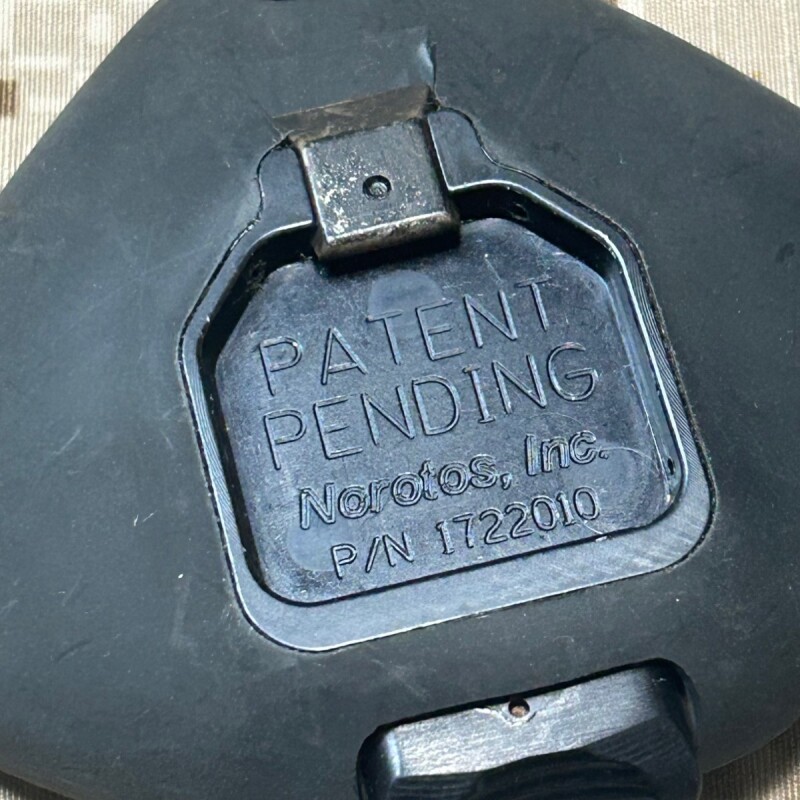 PATENT
PENDING
Norotos, Inc.
P/N 1722010